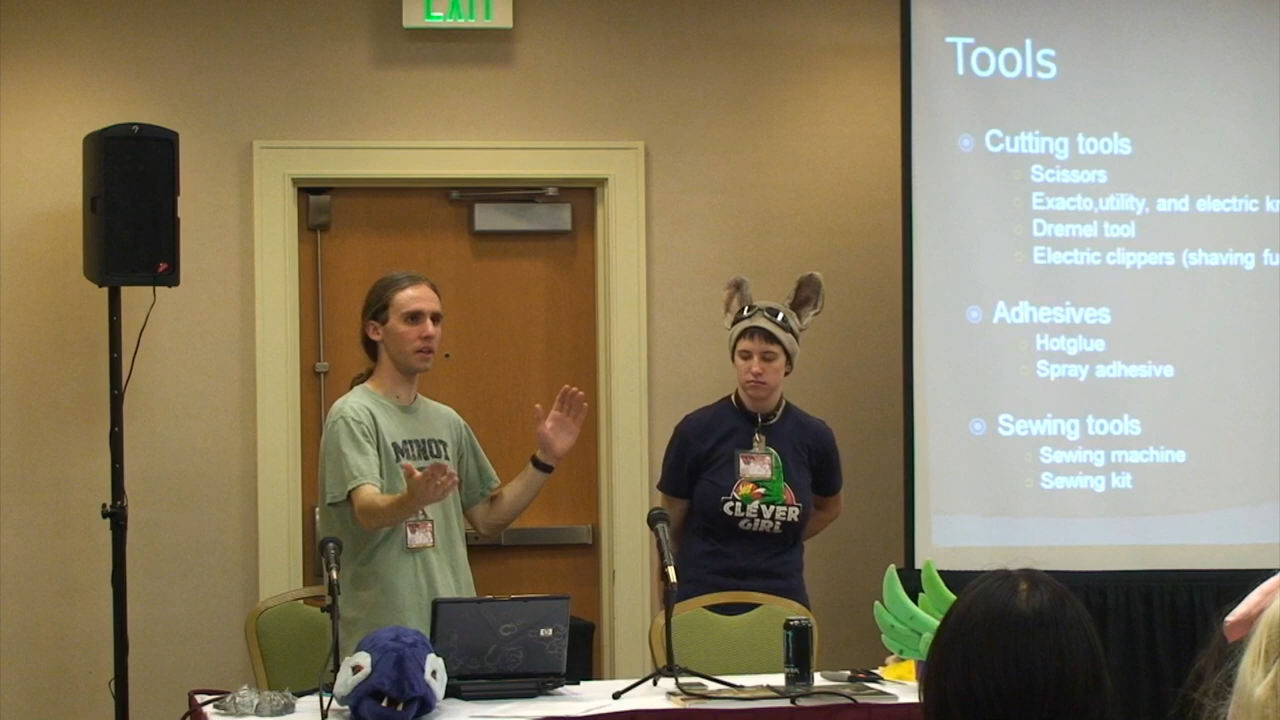 EXIT
Tools
Cutting tools
Scissors
Exacto,utility, and electric
Dremel tool
Electric clippers (shaving
Adhesives
Hotglue
Spray adhesive
Sewing tools
Sewing machine
Sewing kit
MINOT
CLEVER
GIRL
hp